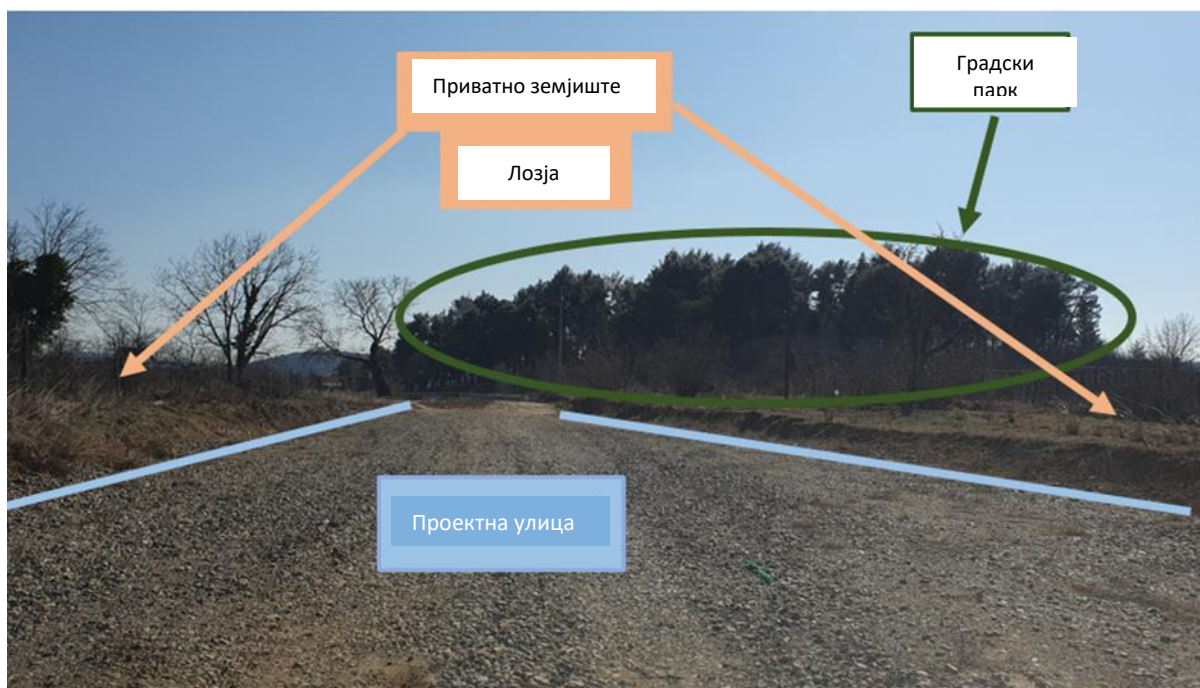 Приватно земјиште
Градски
парк
Лозја
Проектна улица